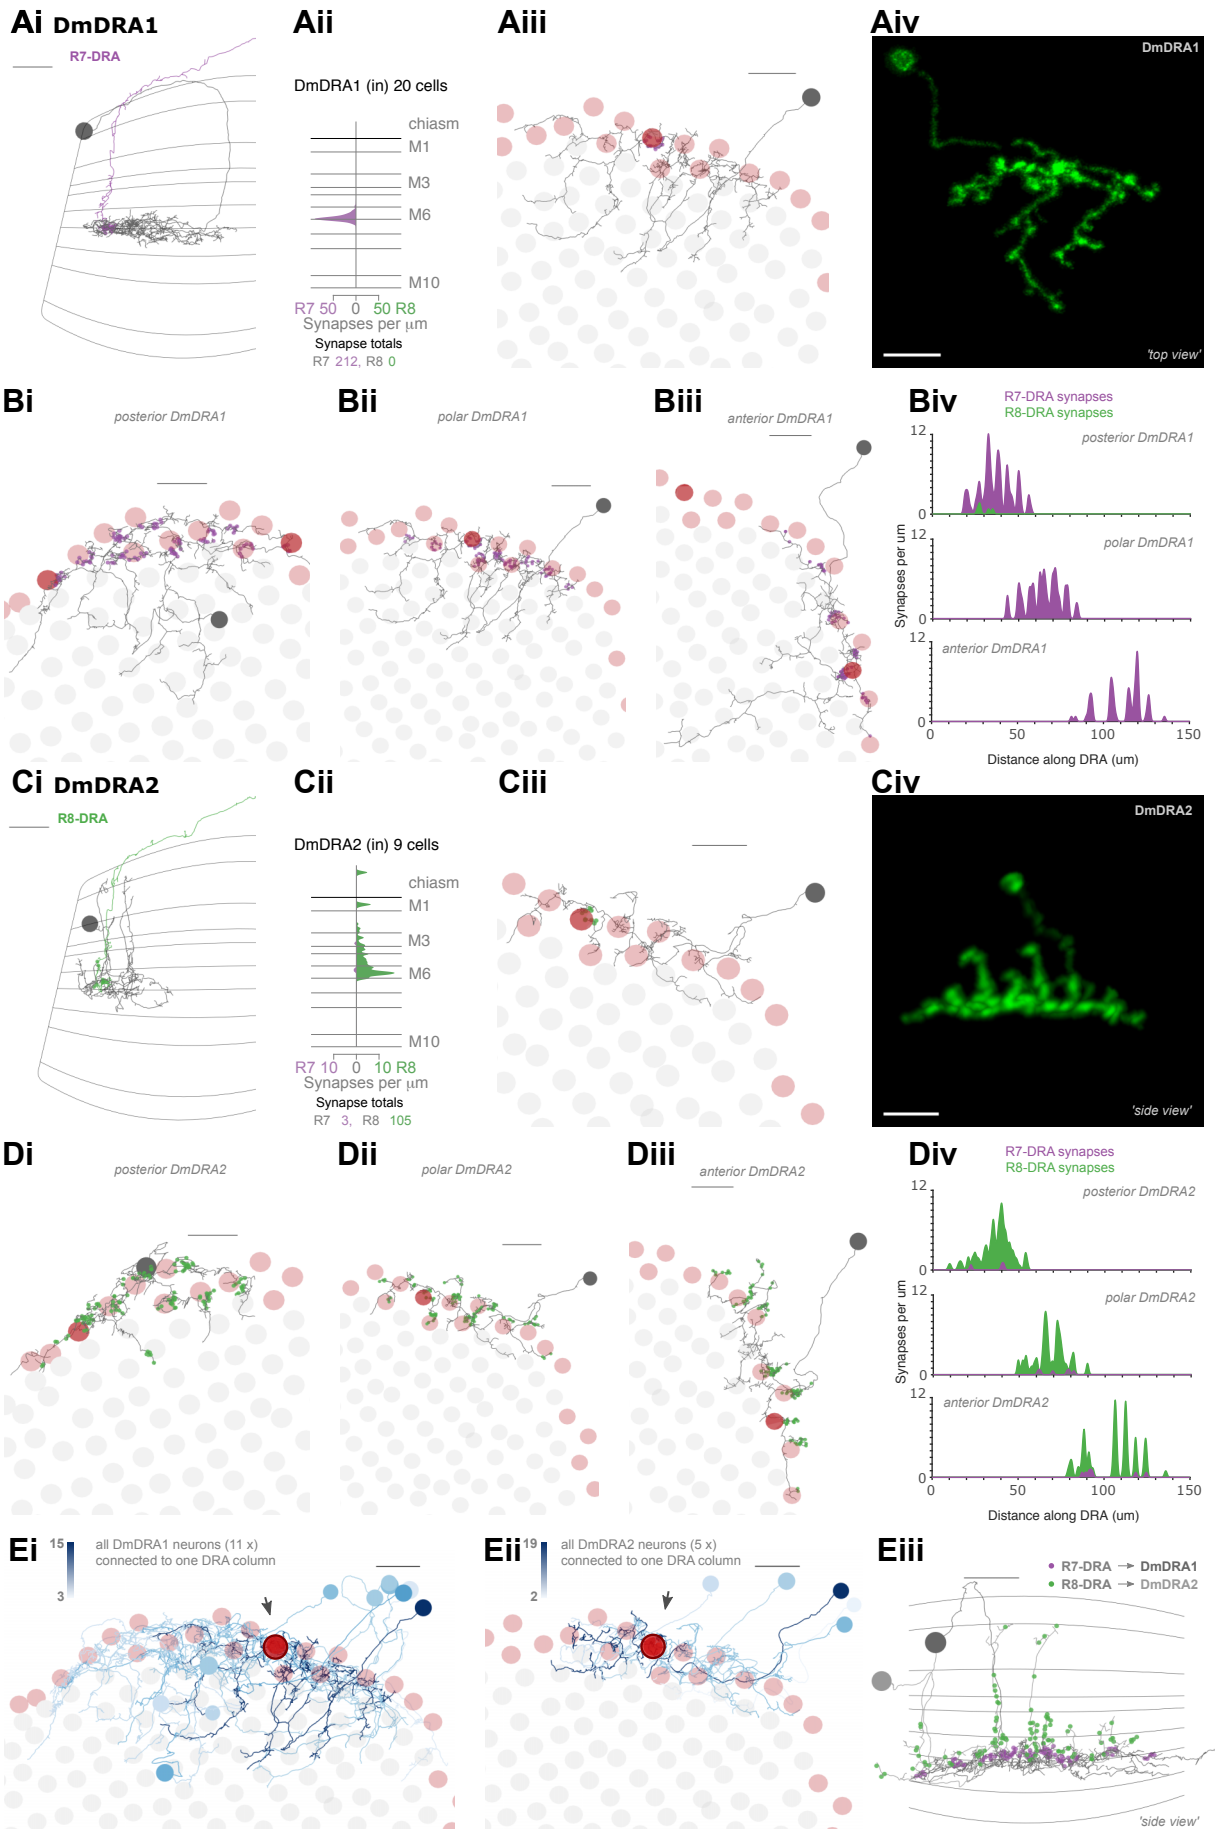 Ai DmDRA1
R7-DRA
Aii
DmDRA1 (in) 20 cells
chiasm
M1
M3
M6
M10
R7 50 0 50 R8
Synapses per μm
Synapse totals
R7 212, R8 0
Aiii
Aiv
DmDRA1
'top view'
Bi
posterior DmDRA1
Bii
polar DmDRA1
Biii
anterior DmDRA1
Biv
R7-DRA synapses
R8-DRA synapses
12
posterior DmDRA1
0
12
polar DmDRA1
0
12
anterior DmDRA1
0
Synapses per um
0 50 100 150
Distance along DRA (um)
Ci DmDRA2
R8-DRA
Cii
DmDRA2 (in) 9 cells
chiasm
M1
M3
M6
M10
R7 10 0 10 R8
Synapses per μm
Synapse totals
R7 3, R8 105
Ciii
Civ
DmDRA2
'side view'
Di
posterior DmDRA2
Dii
polar DmDRA2
Diii
anterior DmDRA2
Div
R7-DRA synapses
R8-DRA synapses
12
posterior DmDRA2
0
12
polar DmDRA2
0
12
anterior DmDRA2
0
Synapses per um
0 50 100 150
Distance along DRA (um)
Ei
15
3
all DmDRA1 neurons (11 x)
connected to one DRA column
Eii
19
2
all DmDRA2 neurons (5 x)
connected to one DRA column
Eiii
R7-DRA → DmDRA1
R8-DRA → DmDRA2
'side view'